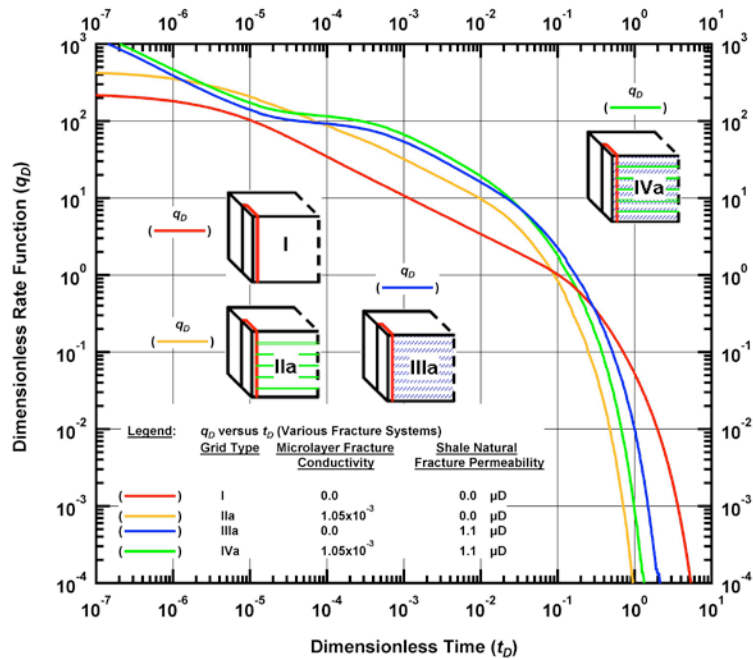 10⁻⁷ 10⁻⁶ 10⁻⁵ 10⁻⁴ 10⁻³ 10⁻² 10⁻¹ 10⁰ 10¹
10³
10²
10¹
10⁰
10⁻¹
10⁻²
10⁻³
10⁻⁴
Dimensionless Rate Function (q_D)
q_D
( )
IVa
q_D
( )
I
q_D
( )
IIa
q_D
( )
IIIa
Legend: q_D versus t_D (Various Fracture Systems)
Grid Type Microlayer Fracture Shale Natural
Conductivity Fracture Permeability
( ) I 0.0 0.0 µD
( ) IIa 1.05x10⁻³ 0.0 µD
( ) IIIa 0.0 1.1 µD
( ) IVa 1.05x10⁻³ 1.1 µD
10⁻⁷ 10⁻⁶ 10⁻⁵ 10⁻⁴ 10⁻³ 10⁻² 10⁻¹ 10⁰ 10¹
Dimensionless Time (t_D)